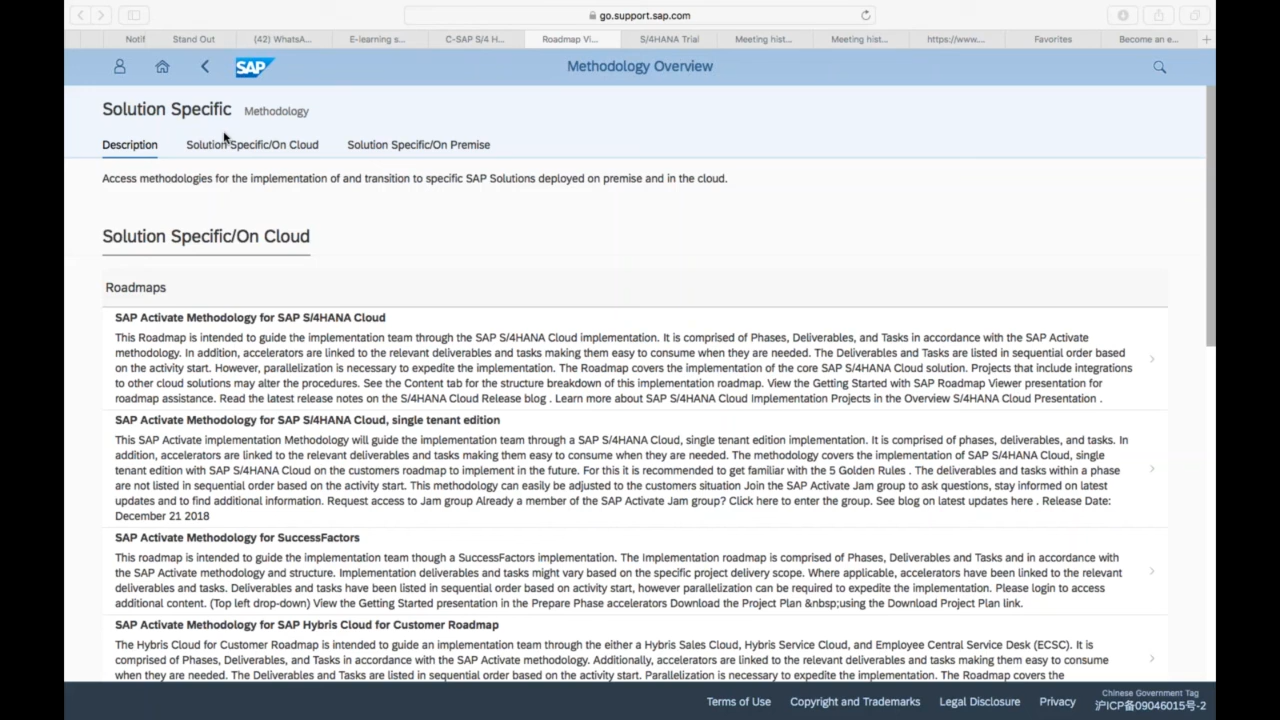 go.support.sap.com
Notif
Stand Out
(42) WhatsA...
E-learning s...
C-SAP S/4 H...
Roadmap Vi...
S/4HANA Trial
Meeting hist...
Meeting hist...
https://www....
Favorites
Become an e...
SAP
Methodology Overview
Solution Specific Methodology
Description
Solution Specific/On Cloud
Solution Specific/On Premise
Access methodologies for the implementation of and transition to specific SAP Solutions deployed on premise and in the cloud.
Solution Specific/On Cloud
Roadmaps
SAP Activate Methodology for SAP S/4HANA Cloud
This Roadmap is intended to guide the implementation team through the SAP S/4HANA Cloud implementation. It is comprised of Phases, Deliverables, and Tasks in accordance with the SAP Activate
methodology. In addition, accelerators are linked to the relevant deliverables and tasks making them easy to consume when they are needed. The Deliverables and Tasks are listed in sequential order based
on the activity start. However, parallelization is necessary to expedite the implementation. The Roadmap covers the implementation of the core SAP S/4HANA Cloud solution. Projects that include integrations
to other cloud solutions may alter the procedures. See the Content tab for the structure breakdown of this implementation roadmap. View the Getting Started with SAP Roadmap Viewer presentation for
roadmap assistance. Read the latest release notes on the S/4HANA Cloud Release blog . Learn more about SAP S/4HANA Cloud Implementation Projects in the Overview S/4HANA Cloud Presentation .
SAP Activate Methodology for SAP S/4HANA Cloud, single tenant edition
This SAP Activate implementation Methodology will guide the implementation team through a SAP S/4HANA Cloud, single tenant edition implementation. It is comprised of phases, deliverables, and tasks. In
addition, accelerators are linked to the relevant deliverables and tasks making them easy to consume when they are needed. The methodology covers the implementation of SAP S/4HANA Cloud, single
tenant edition with SAP S/4HANA Cloud on the customers roadmap to implement in the future. For this it is recommended to get familiar with the 5 Golden Rules . The deliverables and tasks within a phase
are not listed in sequential order based on the activity start. This methodology can easily be adjusted to the customers situation Join the SAP Activate Jam group to ask questions, stay informed on latest
updates and to find additional information. Request access to Jam group Already a member of the SAP Activate Jam group? Click here to enter the group. See blog on latest updates here . Release Date:
December 21 2018
SAP Activate Methodology for SuccessFactors
This roadmap is intended to guide the implementation team though a SuccessFactors implementation. The Implementation roadmap is comprised of Phases, Deliverables and Tasks and in accordance with
the SAP Activate methodology and structure. Implementation deliverables and tasks might vary based on the specific project delivery scope. Where applicable, accelerators have been linked to the relevant
deliverables and tasks. Deliverables and tasks have been listed in sequential order based on activity start, however parallelization can be required to expedite the implementation. Please login to access
additional content. (Top left drop-down) View the Getting Started presentation in the Prepare Phase accelerators Download the Project Plan &nbsp;using the Download Project Plan link.
SAP Activate Methodology for SAP Hybris Cloud for Customer Roadmap
The Hybris Cloud for Customer Roadmap is intended to guide an implementation team through the either a Hybris Sales Cloud, Hybris Service Cloud, and Employee Central Service Desk (ECSC). It is
comprised of Phases, Deliverables, and Tasks in accordance with the SAP Activate methodology. Additionally, accelerators are linked to the relevant deliverables and tasks making them easy to consume
when they are needed. The Deliverables and Tasks are listed in sequential order based on the activity start. Parallelization is necessary to expedite the implementation. The Roadmap covers the
Terms of Use
Copyright and Trademarks
Legal Disclosure
Privacy
Chinese Government Tag
沪ICP备09046015号-2